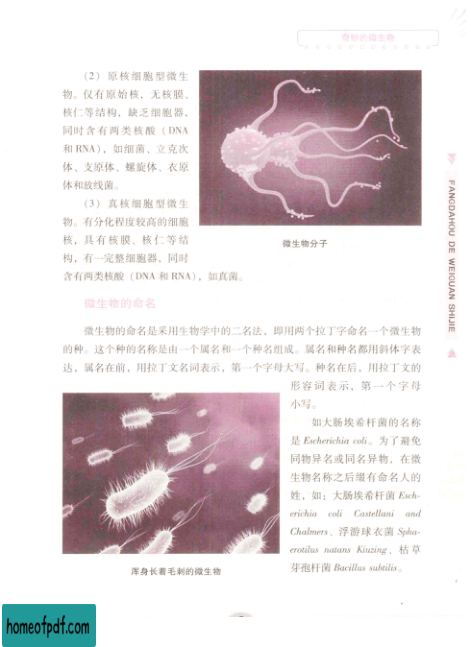 奇妙的微生物
（2）原核细胞型微生
物。仅有原始核，无核膜、
核仁等结构，缺乏细胞器，
同时含有两类核酸（DNA
和 RNA），如细菌、立克次
体、支原体、螺旋体、衣原
体和放线菌。
（3）真核细胞型微生
物。有分化程度较高的细胞
核，具有核膜、核仁等结
构，有一完整细胞器，同时
含有两类核酸（DNA 和 RNA），如真菌。
微生物分子
FANGDAHOU DE WEIGUAN SHIJIE
微生物的命名
微生物的命名是采用生物学中的二名法，即用两个拉丁字命名一个微生物
的种。这个种的名称是由一个属名和一个种名组成。属名和种名都用斜体字表
达，属名在前，用拉丁文名词表示，第一个字母大写。种名在后，用拉丁文的
形容词表示，第一个字母
小写。
如大肠埃希杆菌的名称
是 Escherichia coli。为了避免
同物异名或同名异物，在微
生物名称之后缀有命名人的
姓，如：大肠埃希杆菌 Esch-
erichia coli Castellani and
Chalmers、浮游球衣菌 Spha-
erotilus natans Kiuzing、枯草
芽孢杆菌 Bacillus subtilis。
浑身长着毛刺的微生物
homeofpdf.com